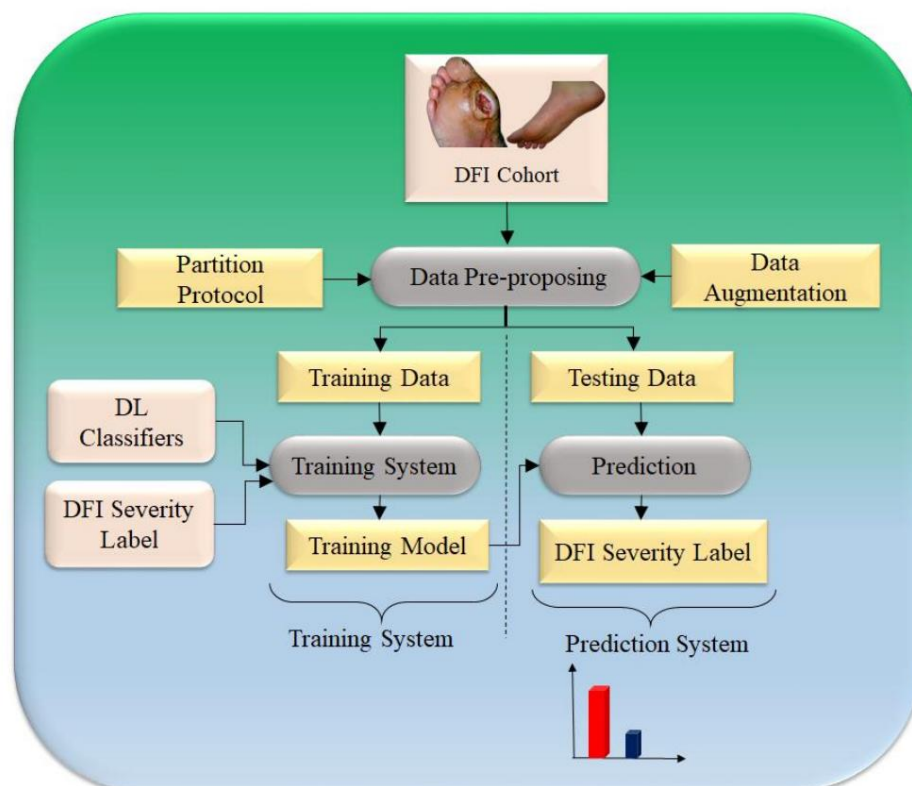 DFI Cohort
Partition
Protocol
Data Pre-proposing
Data
Augmentation
Training Data
Testing Data
DL
Classifiers
Training System
Prediction
DFI Severity
Label
Training Model
DFI Severity Label
Training System
Prediction System